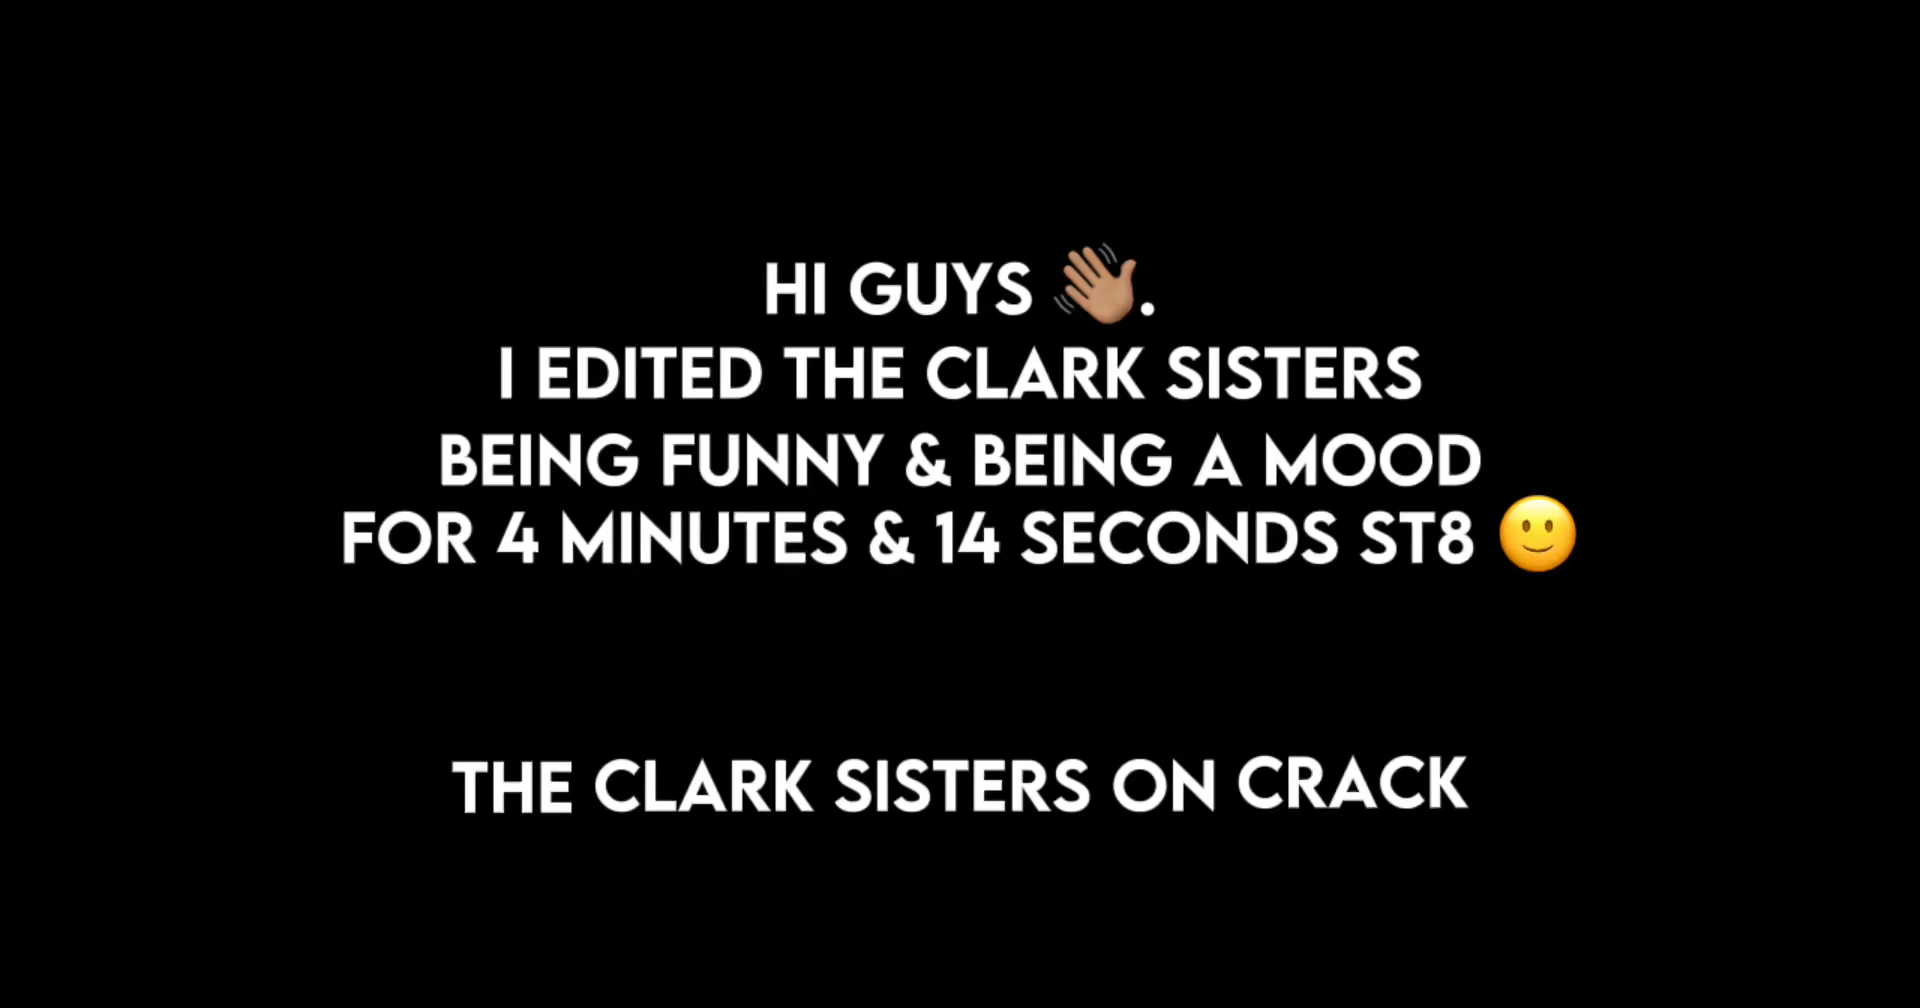 HI GUYS 👋🏽.
I EDITED THE CLARK SISTERS
BEING FUNNY & BEING A MOOD
FOR 4 MINUTES & 14 SECONDS ST8 🙂
THE CLARK SISTERS ON CRACK